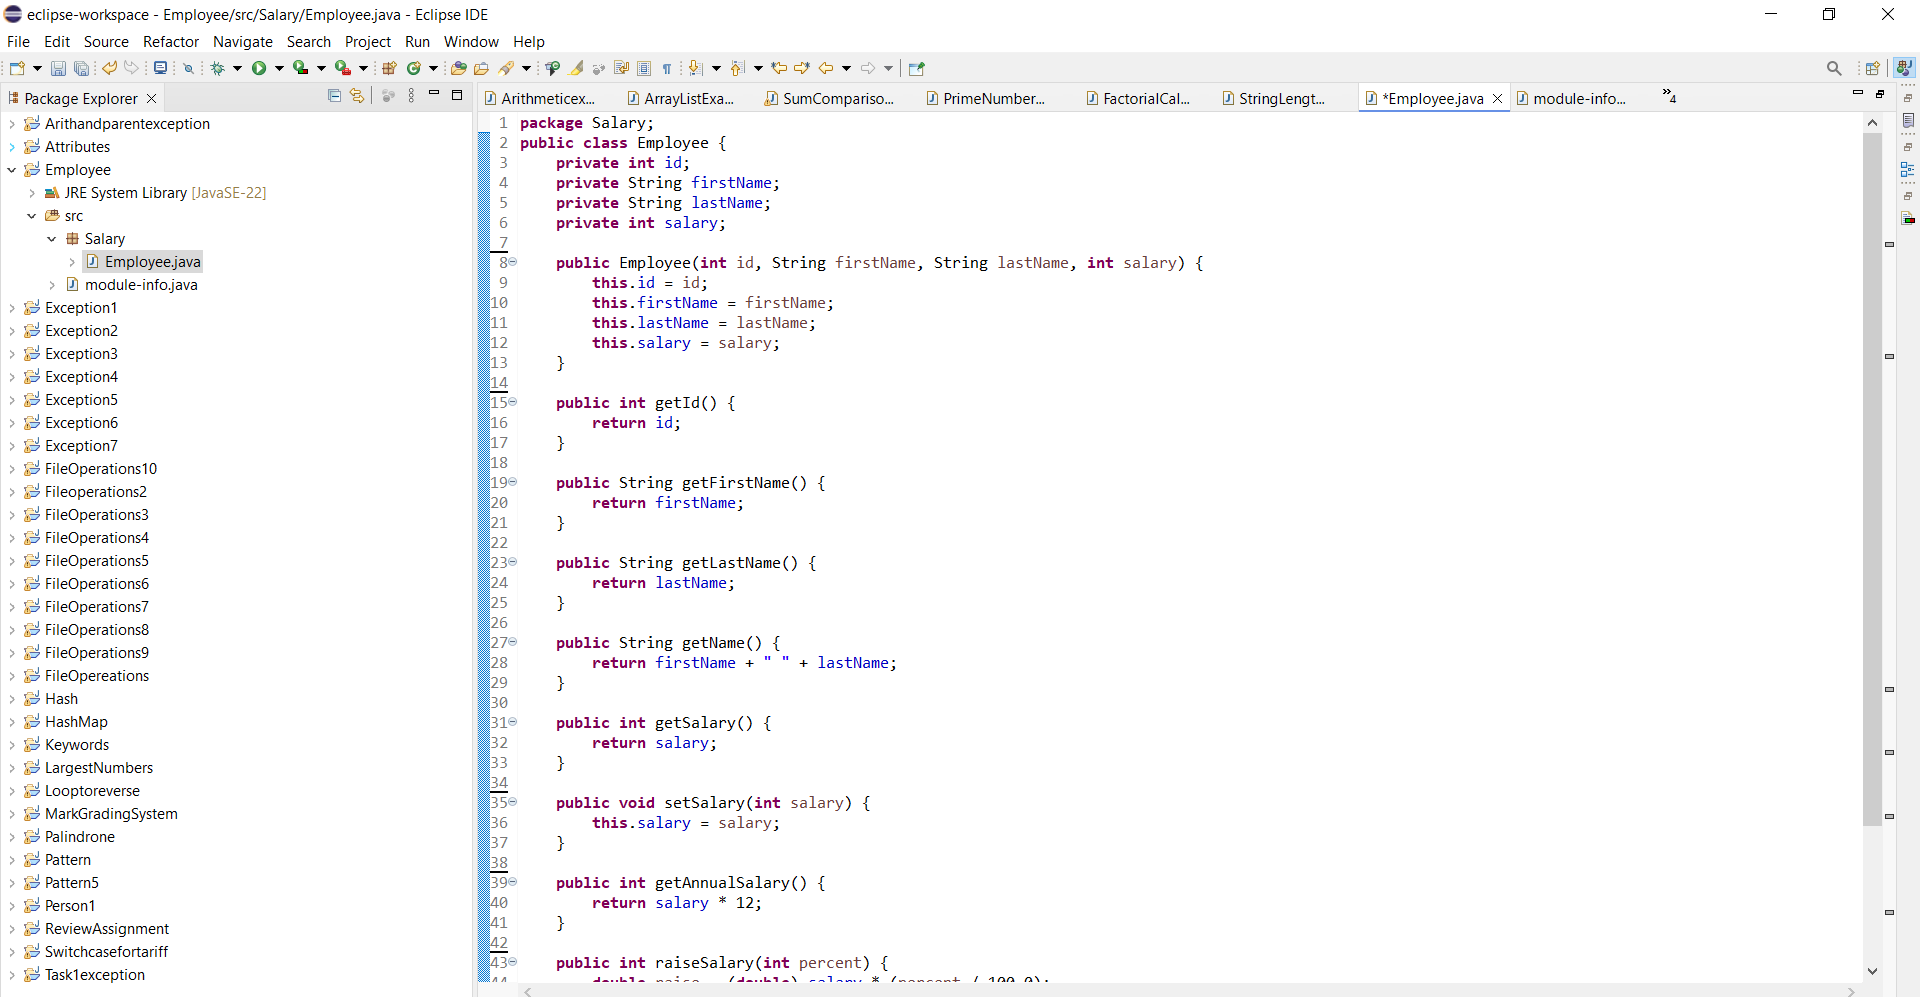 eclipse-workspace - Employee/src/Salary/Employee.java - Eclipse IDE
File Edit Source Refactor Navigate Search Project Run Window Help
Package Explorer
Arithmeticex... ArrayListExa... SumCompariso... PrimeNumber... FactorialCal... StringLengt... *Employee.java module-info... »4
Arithandparentexception
Attributes
Employee
JRE System Library [JavaSE-22]
src
Salary
Employee.java
module-info.java
Exception1
Exception2
Exception3
Exception4
Exception5
Exception6
Exception7
FileOperations10
Fileoperations2
FileOperations3
FileOperations4
FileOperations5
FileOperations6
FileOperations7
FileOperations8
FileOperations9
FileOpereations
Hash
HashMap
Keywords
LargestNumbers
Looptoreverse
MarkGradingSystem
Palindrone
Pattern
Pattern5
Person1
ReviewAssignment
Switchcasefortariff
Task1exception
1 package Salary;
2 public class Employee {
3     private int id;
4     private String firstName;
5     private String lastName;
6     private int salary;
7
8     public Employee(int id, String firstName, String lastName, int salary) {
9         this.id = id;
10         this.firstName = firstName;
11         this.lastName = lastName;
12         this.salary = salary;
13     }
14
15     public int getId() {
16         return id;
17     }
18
19     public String getFirstName() {
20         return firstName;
21     }
22
23     public String getLastName() {
24         return lastName;
25     }
26
27     public String getName() {
28         return firstName + " " + lastName;
29     }
30
31     public int getSalary() {
32         return salary;
33     }
34
35     public void setSalary(int salary) {
36         this.salary = salary;
37     }
38
39     public int getAnnualSalary() {
40         return salary * 12;
41     }
42
43     public int raiseSalary(int percent) {
44         double raise   (double) salary * (percent / 100.0);